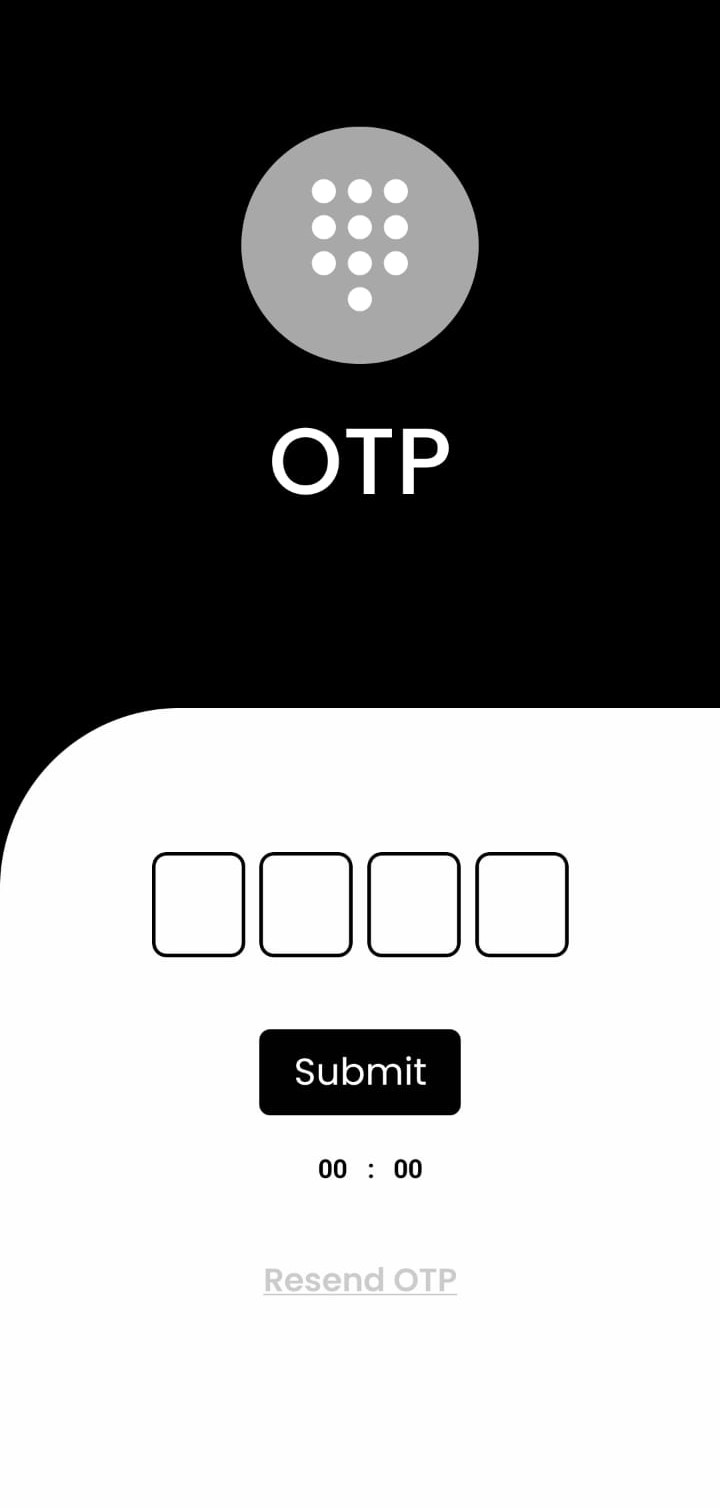 OTP
Submit
00 : 00
Resend OTP